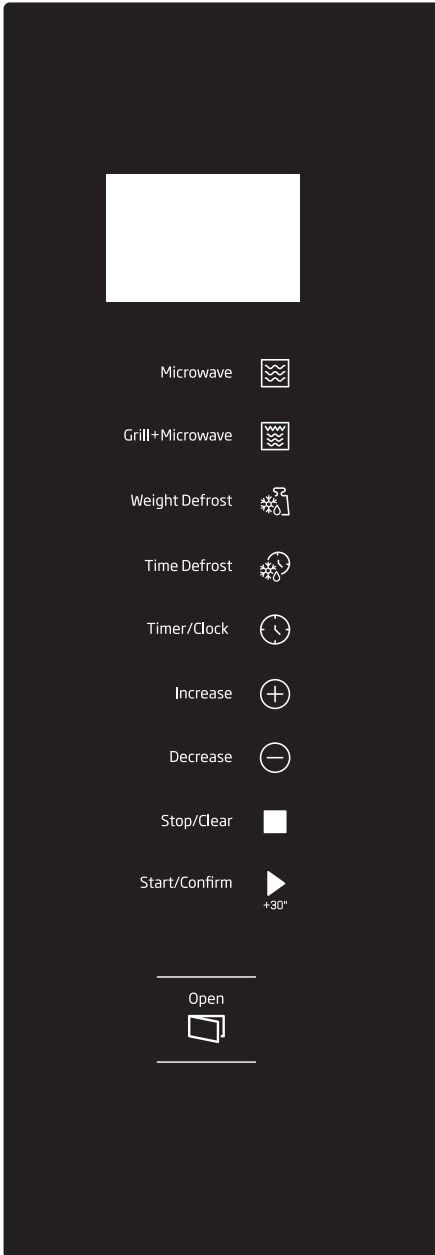 Microwave
Grill+Microwave
Weight Defrost
Time Defrost
Timer/Clock
Increase
Decrease
Stop/Clear
Start/Confirm
+30"
Open